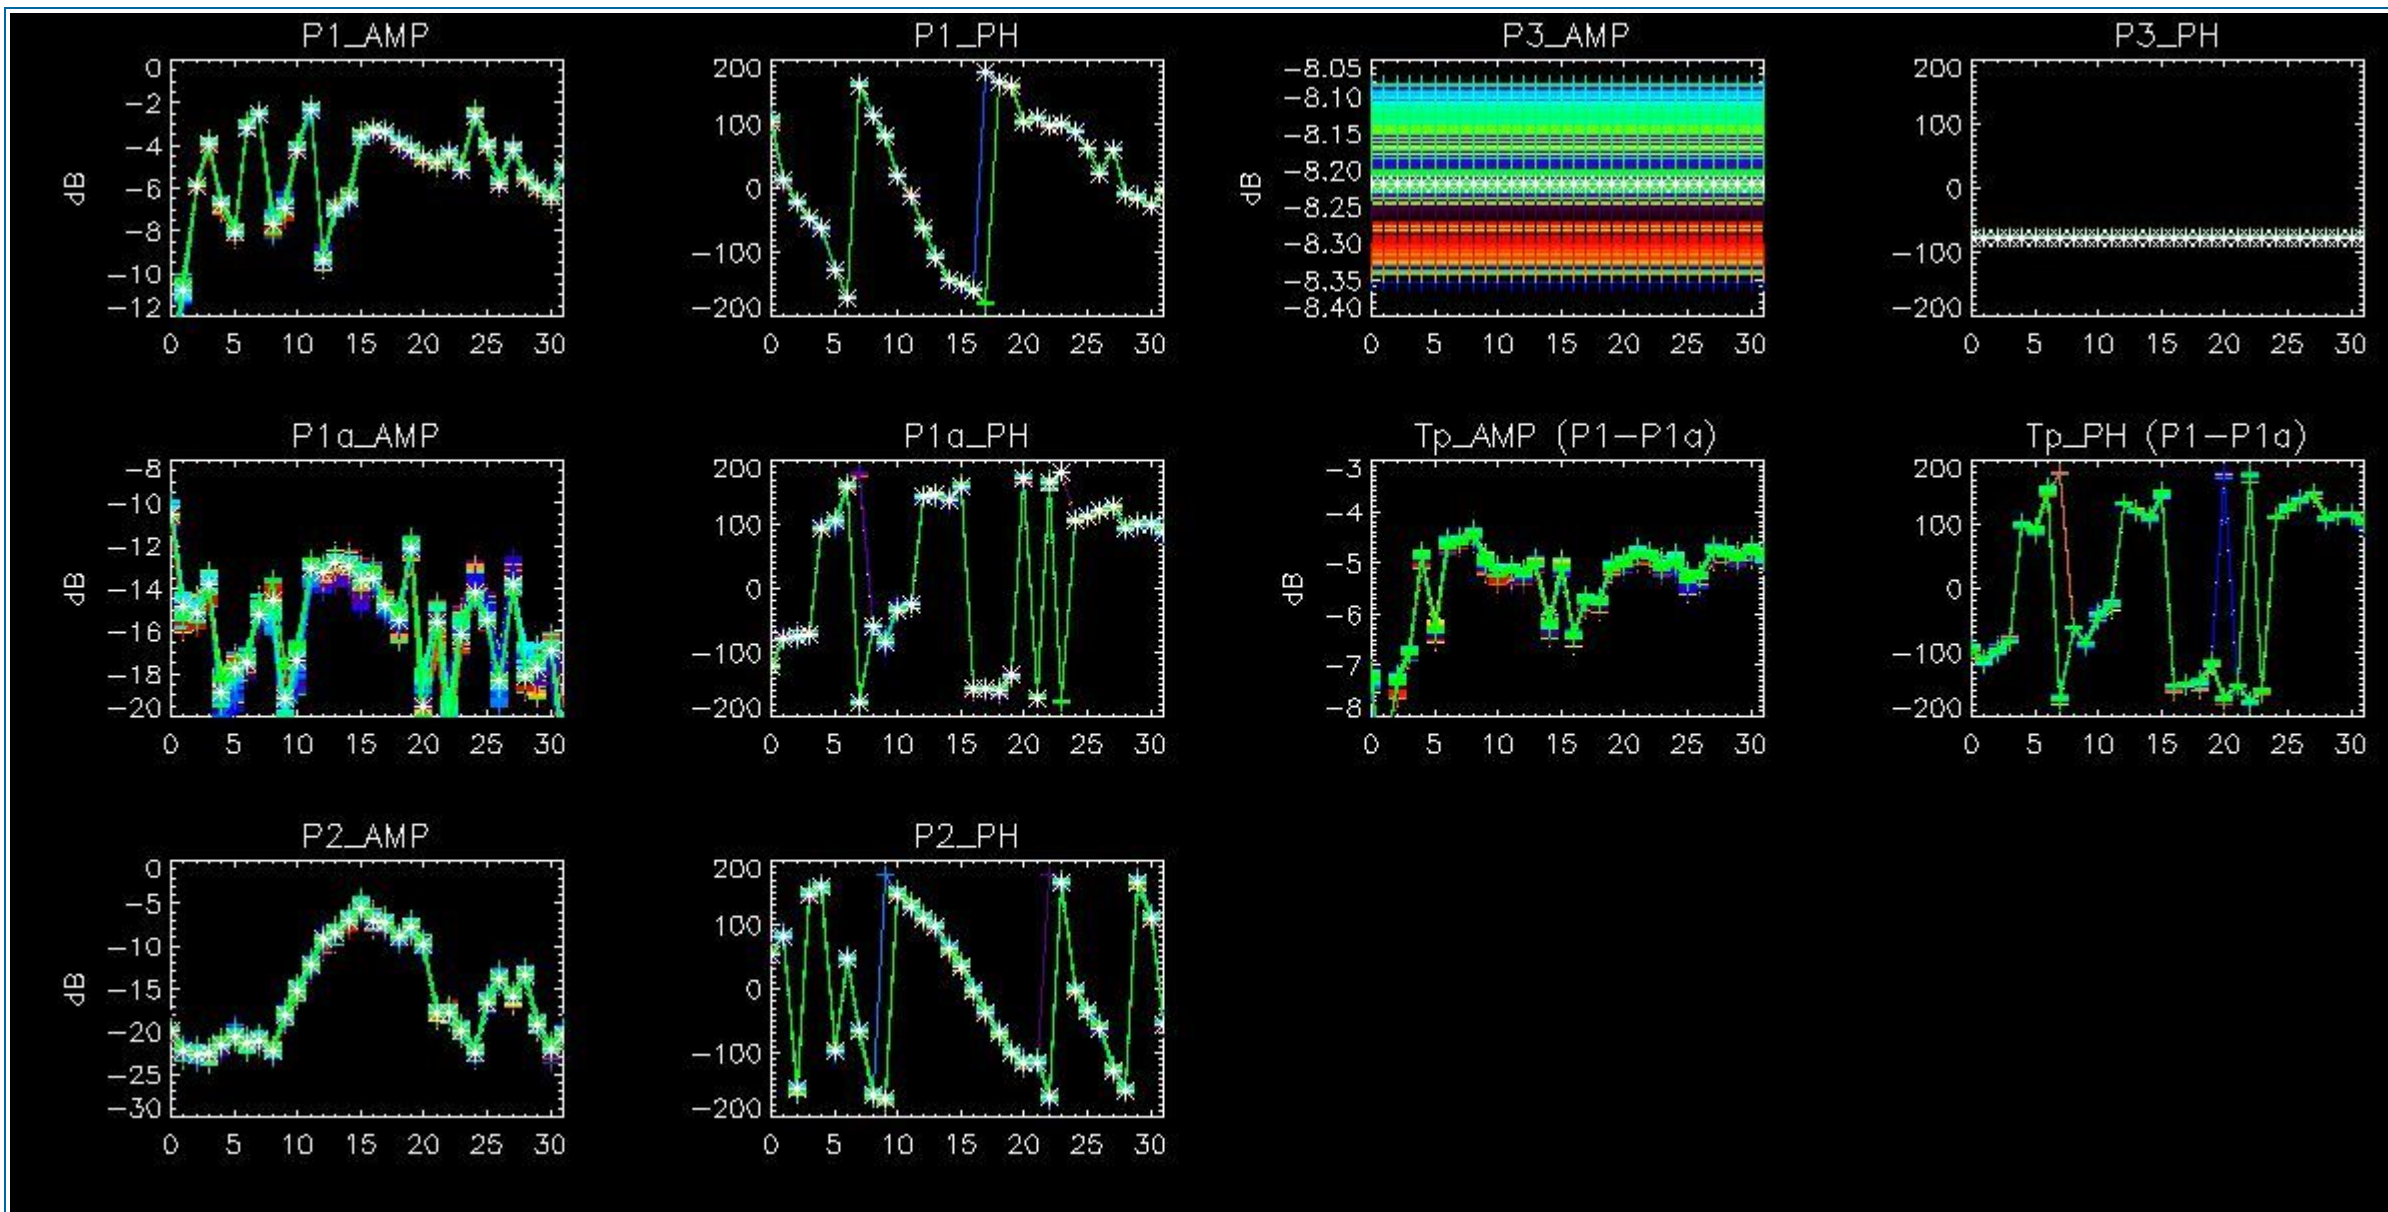 P1_AMP
P1_PH
P3_AMP
P3_PH
0
−2
−4
−6
−8
−10
−12
dB
0 5 10 15 20 25 30
200
100
0
−100
−200
0 5 10 15 20 25 30
−8.05
−8.10
−8.15
−8.20
−8.25
−8.30
−8.35
−8.40
dB
0 5 10 15 20 25 30
200
100
0
−100
−200
0 5 10 15 20 25 30
P1a_AMP
P1a_PH
Tp_AMP (P1−P1a)
Tp_PH (P1−P1a)
−8
−10
−12
−14
−16
−18
−20
dB
0 5 10 15 20 25 30
200
100
0
−100
−200
0 5 10 15 20 25 30
−3
−4
−5
−6
−7
−8
dB
0 5 10 15 20 25 30
200
100
0
−100
−200
0 5 10 15 20 25 30
P2_AMP
P2_PH
0
−5
−10
−15
−20
−25
−30
dB
0 5 10 15 20 25 30
200
100
0
−100
−200
0 5 10 15 20 25 30